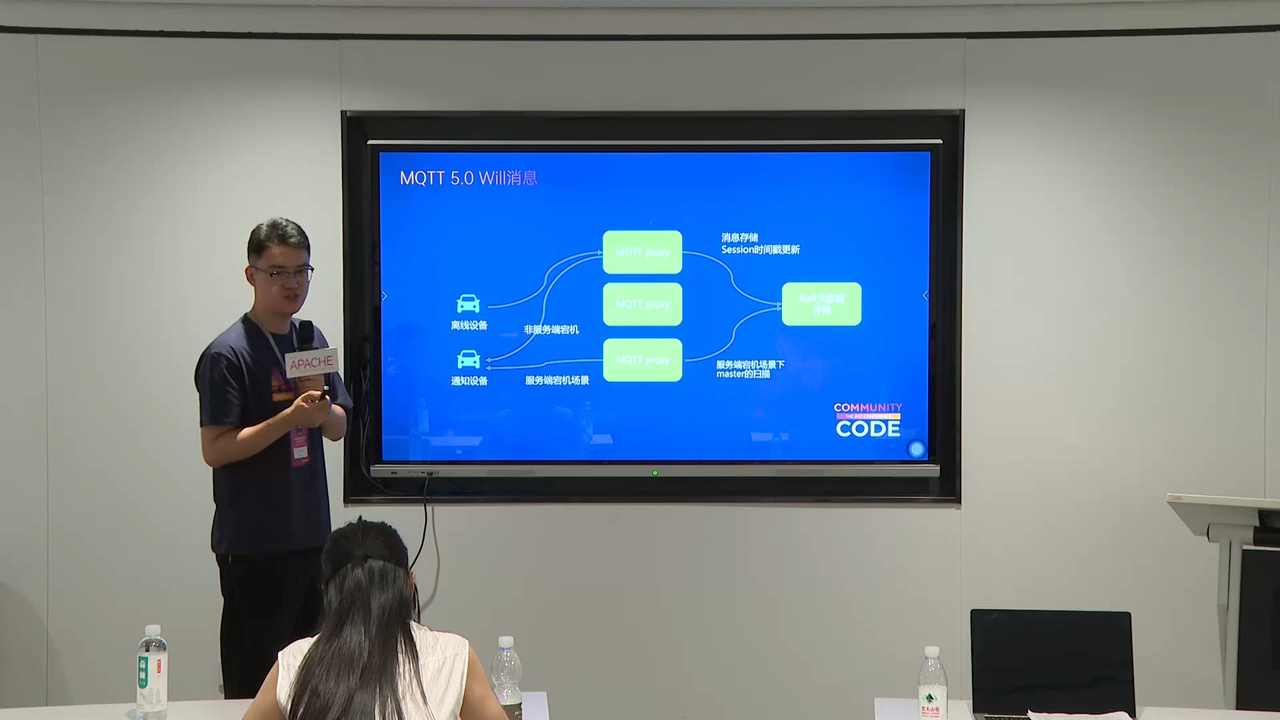 MQTT 5.0 Will消息
MQTT proxy
消息存储
Session时间戳更新
MQTT proxy
离线设备
非服务端宕机
MQTT proxy
通知设备
服务端宕机场景
服务端宕机场景下
master的扫描
COMMUNITY
CODE
APACHE